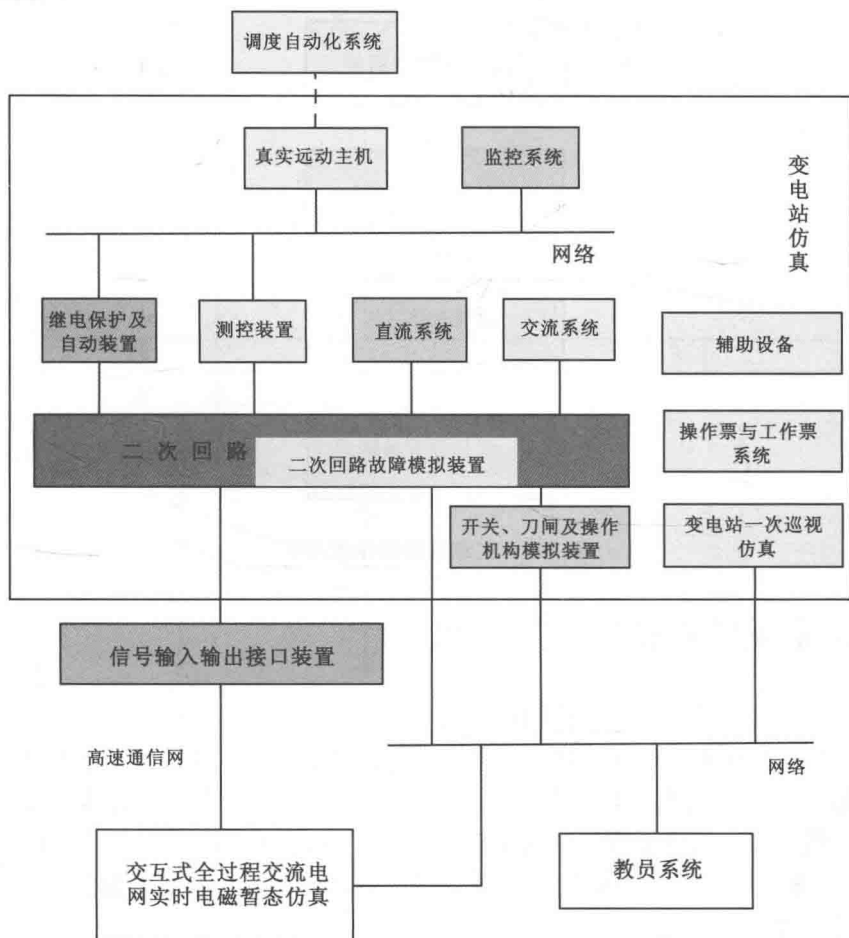 调度自动化系统
真实远动主机
监控系统
变电站仿真
网络
继电保护及
自动装置
测控装置
直流系统
交流系统
辅助设备
二次回路
二次回路故障模拟装置
操作票与工作票
系统
开关、刀闸及操作
机构模拟装置
变电站一次巡视
仿真
信号输入输出接口装置
高速通信网
网络
交互式全过程交流电
网实时电磁暂态仿真
教员系统